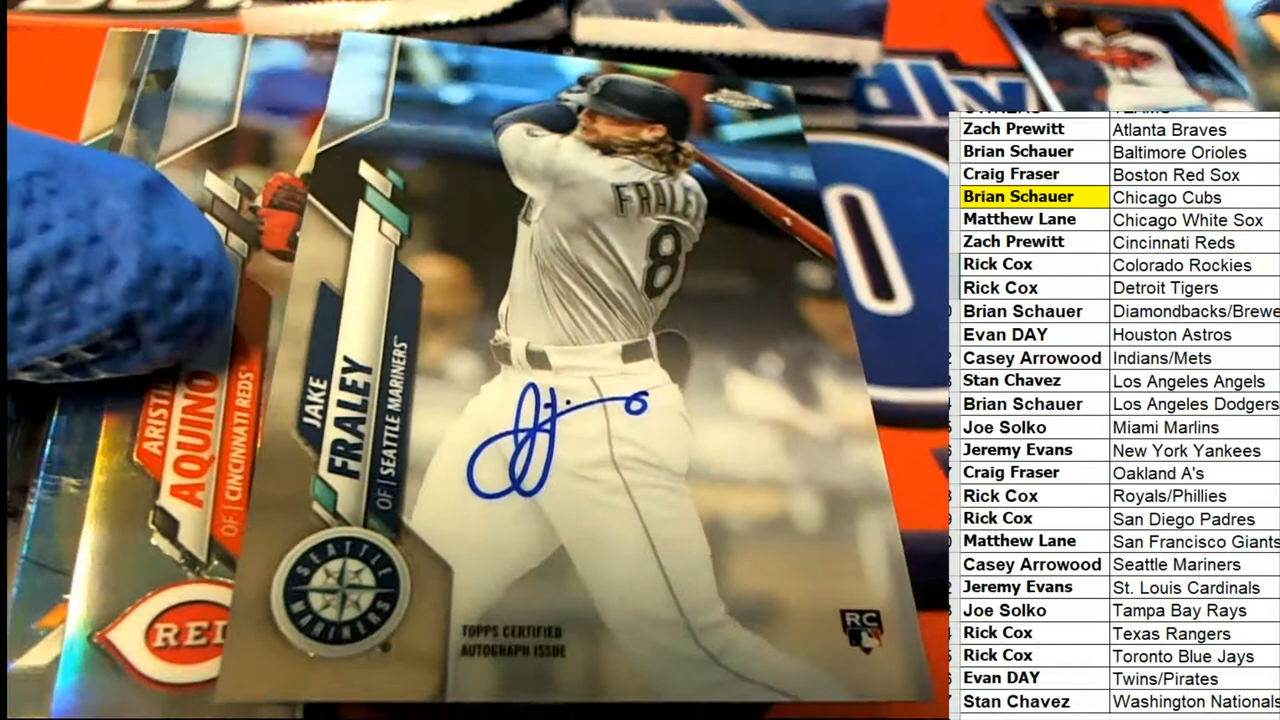 FRALEY
8
JAKE
FRALEY
OF | SEATTLE MARINERS
SEATTLE
MARINERS
TOPPS CERTIFIED
AUTOGRAPH ISSUE
RC
AQUINO
OF | CINCINNATI REDS
RED
Zach Prewitt Atlanta Braves
Brian Schauer Baltimore Orioles
Craig Fraser Boston Red Sox
Brian Schauer Chicago Cubs
Matthew Lane Chicago White Sox
Zach Prewitt Cincinnati Reds
Rick Cox Colorado Rockies
Rick Cox Detroit Tigers
Brian Schauer Diamondbacks/Brewe
Evan DAY Houston Astros
Casey Arrowood Indians/Mets
Stan Chavez Los Angeles Angels
Brian Schauer Los Angeles Dodgers
Joe Solko Miami Marlins
Jeremy Evans New York Yankees
Craig Fraser Oakland A's
Rick Cox Royals/Phillies
Rick Cox San Diego Padres
Matthew Lane San Francisco Giants
Casey Arrowood Seattle Mariners
Jeremy Evans St. Louis Cardinals
Joe Solko Tampa Bay Rays
Rick Cox Texas Rangers
Rick Cox Toronto Blue Jays
Evan DAY Twins/Pirates
Stan Chavez Washington Nationals